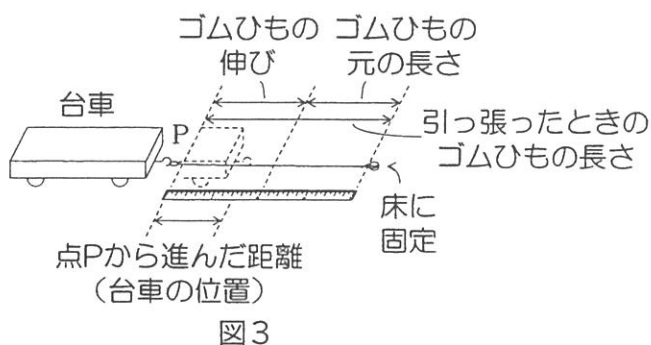 ゴムひもの
伸び
ゴムひもの
元の長さ
台車
P
引っ張ったときの
ゴムひもの長さ
床に
固定
点Pから進んだ距離
（台車の位置）
図3